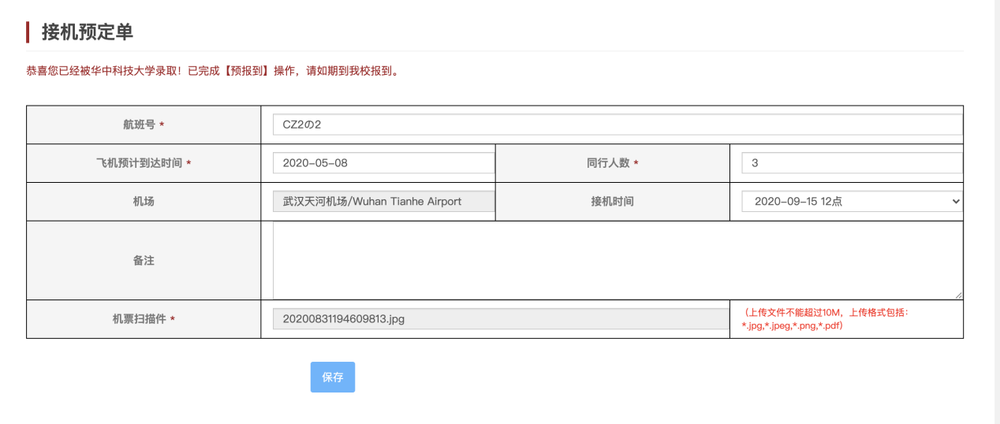 接机预定单
恭喜您已经被华中科技大学录取！已完成【预报到】操作，请如期到我校报到。
航班号 *
CZ2の2
飞机预计到达时间 *
2020-05-08
同行人数 *
3
机场
武汉天河机场/Wuhan Tianhe Airport
接机时间
2020-09-15 12点
备注
机票扫描件 *
20200831194609813.jpg
（上传文件不能超过10M，上传格式包括：
*.jpg,*.jpeg,*.png,*.pdf）
保存